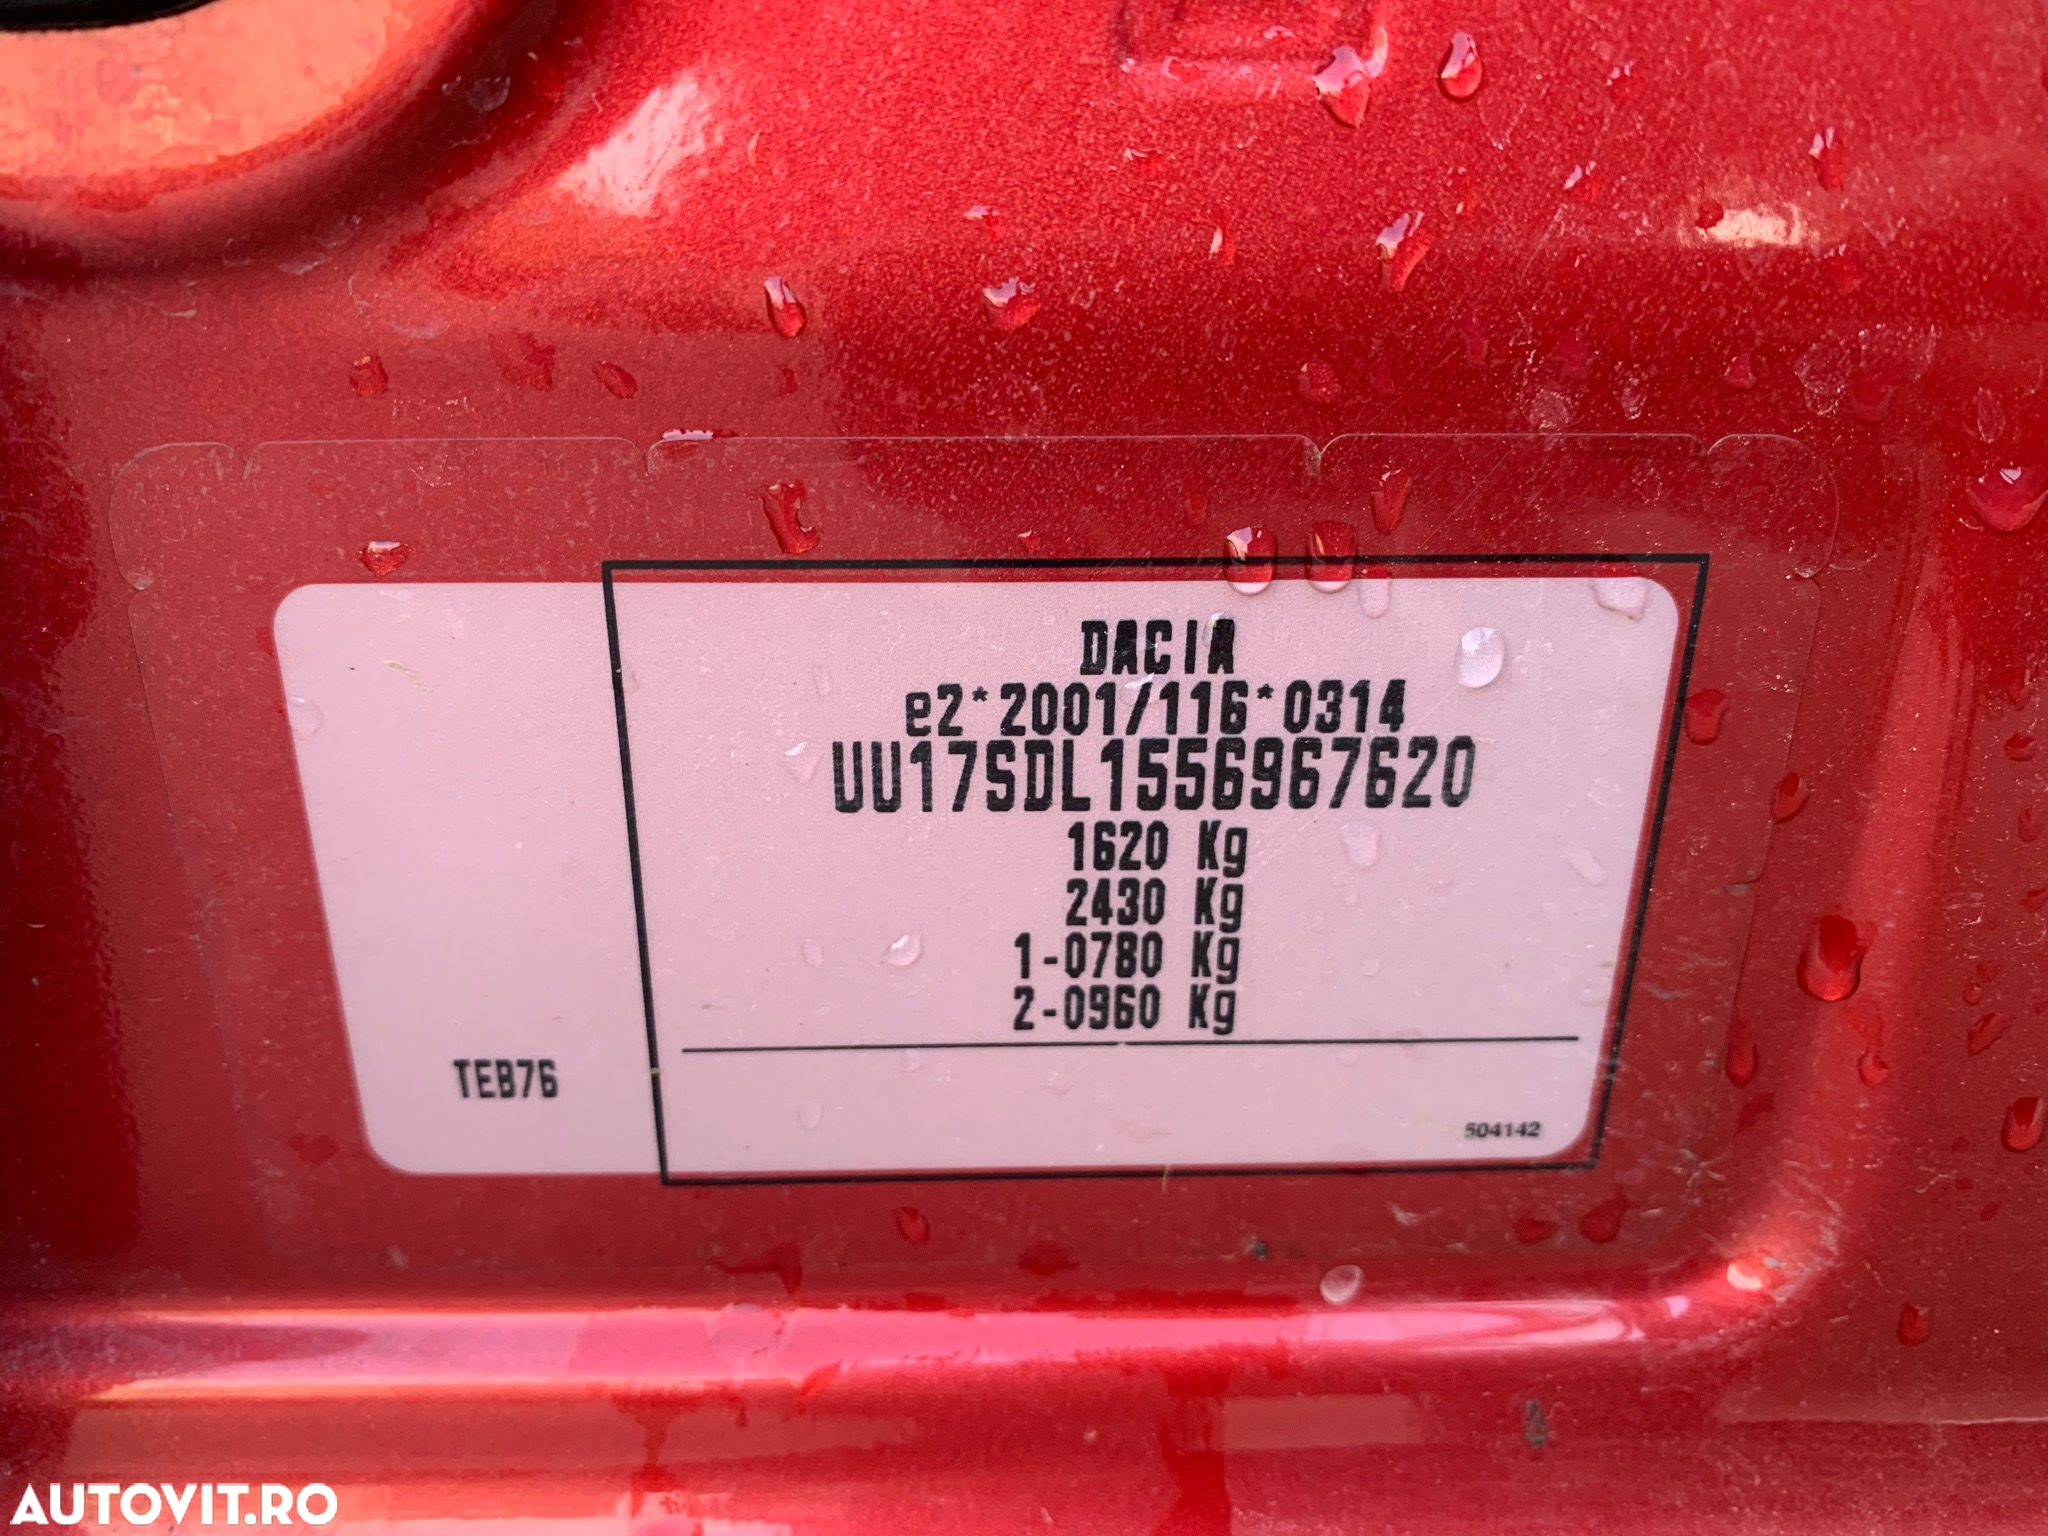 DACIA
e2*2001/116*0314
UU17SDL1556967620
1620 Kg
2430 Kg
1-0780 Kg
2-0960 Kg
TEB76
504142
AUTOVIT.RO